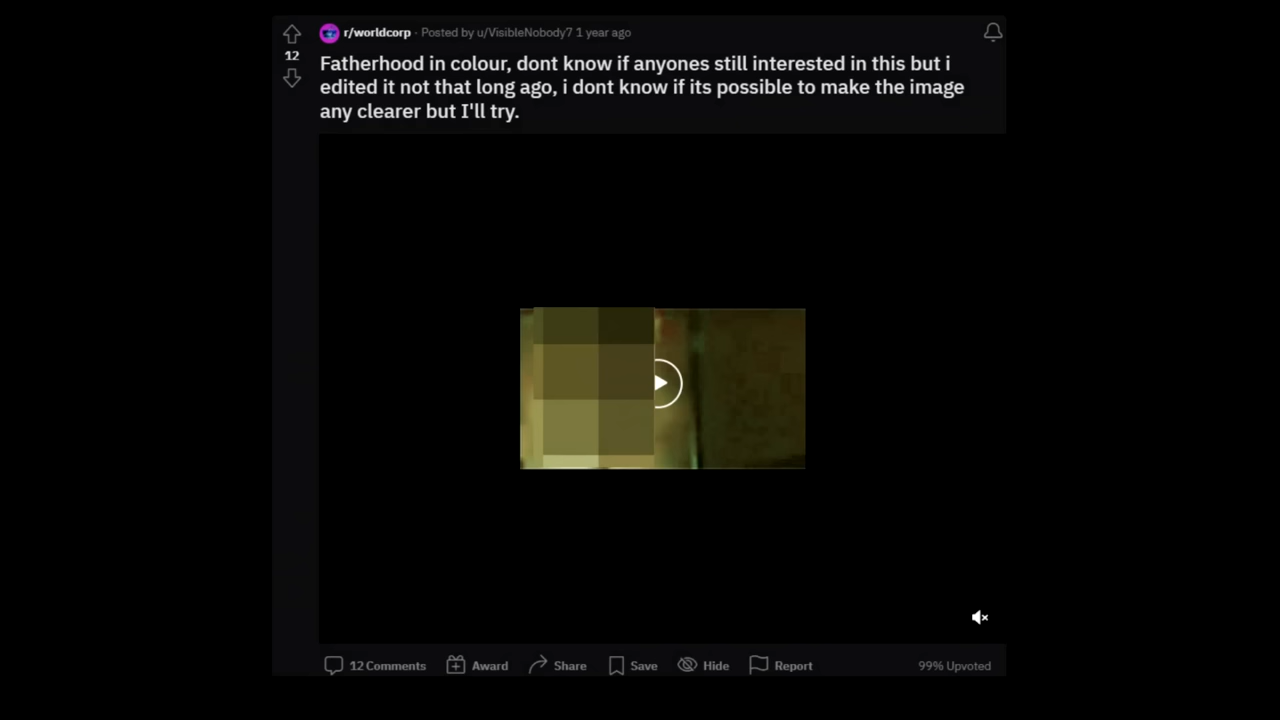 r/worldcorp · Posted by u/VisibleNobody7 1 year ago
12
Fatherhood in colour, dont know if anyones still interested in this but i
edited it not that long ago, i dont know if its possible to make the image
any clearer but I'll try.
12 Comments Award Share Save Hide Report 99% Upvoted